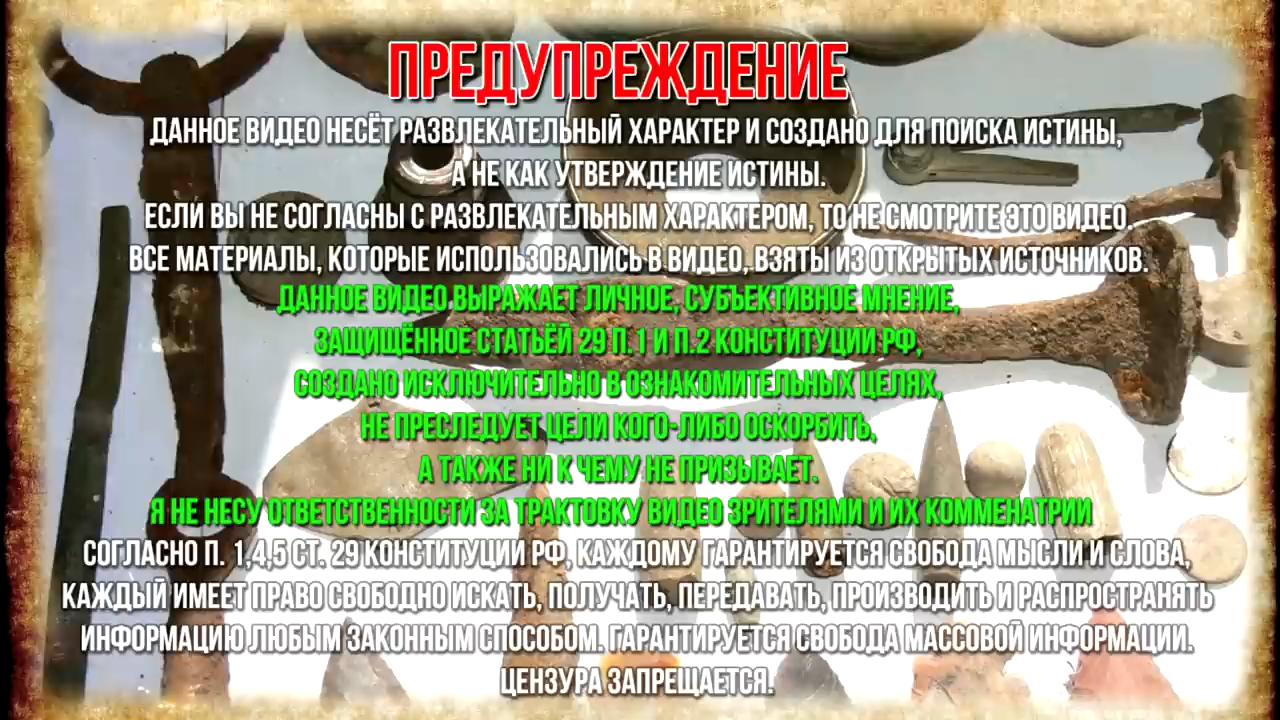 ПРЕДУПРЕЖДЕНИЕ
ДАННОЕ ВИДЕО НЕСЁТ РАЗВЛЕКАТЕЛЬНЫЙ ХАРАКТЕР И СОЗДАНО ДЛЯ ПОИСКА ИСТИНЫ,
А НЕ КАК УТВЕРЖДЕНИЕ ИСТИНЫ.
ЕСЛИ ВЫ НЕ СОГЛАСНЫ С РАЗВЛЕКАТЕЛЬНЫМ ХАРАКТЕРОМ, ТО НЕ СМОТРИТЕ ЭТО ВИДЕО.
ВСЕ МАТЕРИАЛЫ, КОТОРЫЕ ИСПОЛЬЗОВАЛИСЬ В ВИДЕО, ВЗЯТЫ ИЗ ОТКРЫТЫХ ИСТОЧНИКОВ.
ДАННОЕ ВИДЕО ВЫРАЖАЕТ ЛИЧНОЕ, СУБЪЕКТИВНОЕ МНЕНИЕ,
ЗАЩИЩЁННОЕ СТАТЬЁЙ 29 П. 1 И П.2 КОНСТИТУЦИИ РФ,
СОЗДАНО ИСКЛЮЧИТЕЛЬНО В ОЗНАКОМИТЕЛЬНЫХ ЦЕЛЯХ,
НЕ ПРЕСЛЕДУЕТ ЦЕЛИ КОГО-ЛИБО ОСКОРБИТЬ,
А ТАКЖЕ НИ К ЧЕМУ НЕ ПРИЗЫВАЕТ.
Я НЕ НЕСУ ОТВЕТСТВЕННОСТИ ЗА ТРАКТОВКУ ВИДЕО ЗРИТЕЛЯМИ И ИХ КОММЕНАТРИИ
СОГЛАСНО П. 1,4,5 СТ. 29 КОНСТИТУЦИИ РФ, КАЖДОМУ ГАРАНТИРУЕТСЯ СВОБОДА МЫСЛИ И СЛОВА,
КАЖДЫЙ ИМЕЕТ ПРАВО СВОБОДНО ИСКАТЬ, ПОЛУЧАТЬ, ПЕРЕДАВАТЬ, ПРОИЗВОДИТЬ И РАСПРОСТРАНЯТЬ
ИНФОРМАЦИЮ ЛЮБЫМ ЗАКОННЫМ СПОСОБОМ. ГАРАНТИРУЕТСЯ СВОБОДА МАССОВОЙ ИНФОРМАЦИИ.
ЦЕНЗУРА ЗАПРЕЩАЕТСЯ.